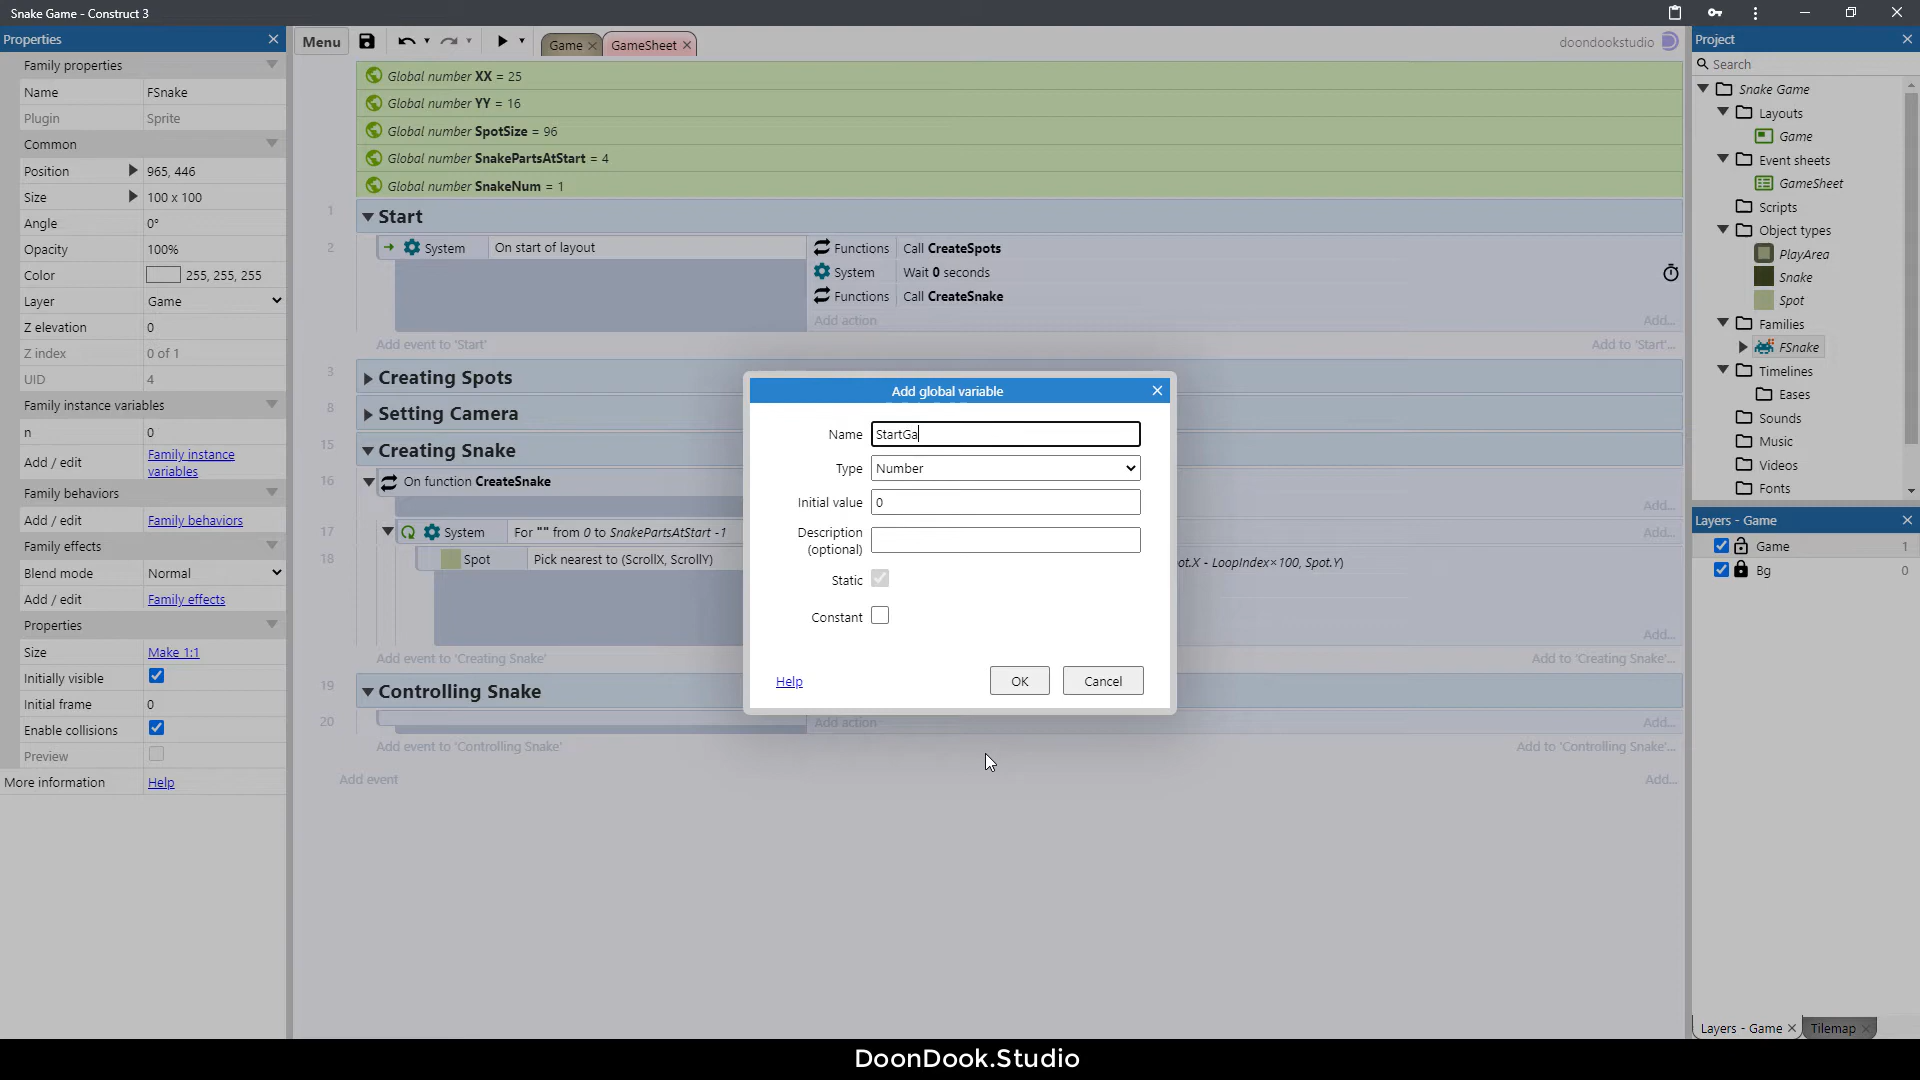 Snake Game - Construct 3
Properties
Family properties
Name FSnake
Plugin Sprite
Common
Position 965, 446
Size 100 x 100
Angle 0°
Opacity 100%
Color 255, 255, 255
Layer Game
Z elevation 0
Z index 0 of 1
UID 4
Family instance variables
n 0
Add / edit Family instance variables
Family behaviors
Add / edit Family behaviors
Family effects
Blend mode Normal
Add / edit Family effects
Properties
Size Make 1:1
Initially visible
Initial frame 0
Enable collisions
Preview
More information Help
Menu
Game
GameSheet
doondookstudio
Global number XX = 25
Global number YY = 16
Global number SpotSize = 96
Global number SnakePartsAtStart = 4
Global number SnakeNum = 1
1 Start
2 System On start of layout Functions Call CreateSpots
System Wait 0 seconds
Functions Call CreateSnake
Add action Add...
Add event to 'Start' Add to 'Start'...
3 Creating Spots
8 Setting Camera
15 Creating Snake
16 On function CreateSnake
Add...
17 System For "" from 0 to SnakePartsAtStart -1 Add...
18 Spot Pick nearest to (ScrollX, ScrollY) ot.X - LoopIndex×100, Spot.Y)
Add...
Add event to 'Creating Snake' Add to 'Creating Snake'...
19 Controlling Snake
20 Add action Add...
Add event to 'Controlling Snake' Add to 'Controlling Snake'...
Add event Add...
Add global variable
Name StartGa
Type Number
Initial value 0
Description (optional)
Static
Constant
Help OK Cancel
Project
Search
Snake Game
Layouts
Game
Event sheets
GameSheet
Scripts
Object types
PlayArea
Snake
Spot
Families
FSnake
Timelines
Eases
Sounds
Music
Videos
Fonts
Layers - Game
Game 1
Bg 0
Layers - Game
Tilemap
DoonDook.Studio